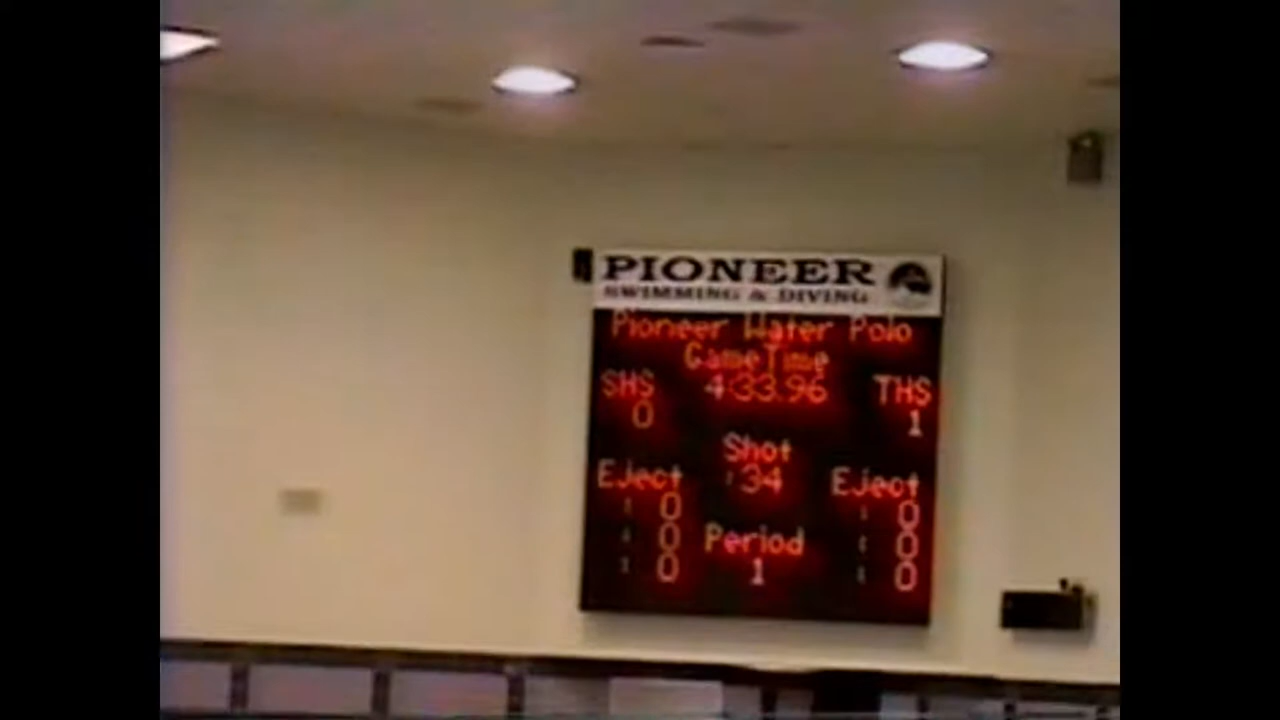 PIONEER
SWIMMING & DIVING
Pioneer Water Polo
GameTime
SHS 4:33.96 THS
0 1
Shot
Eject :34 Eject
: 0 : 0
: 0 Period : 0
: 0 1 : 0